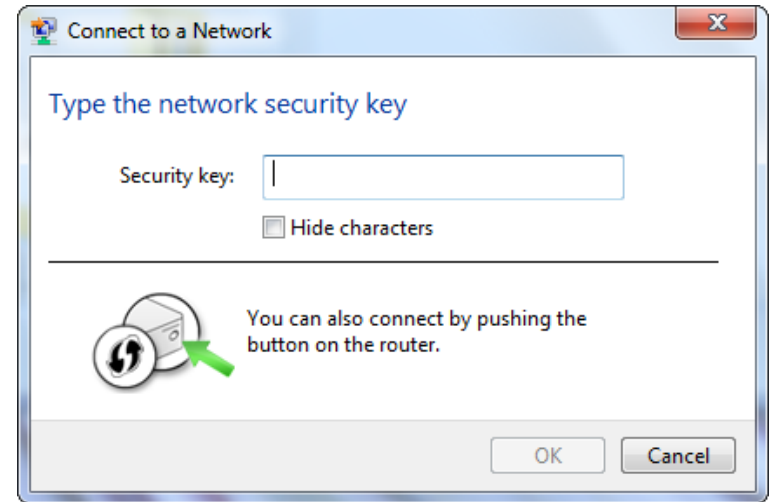 Connect to a Network
Type the network security key
Security key:
Hide characters
You can also connect by pushing the
button on the router.
OK Cancel